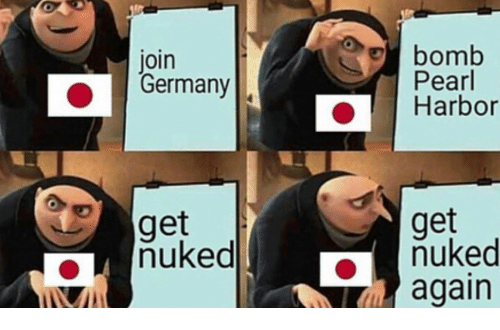 join
Germany
bomb
Pearl
Harbor
get
nuked
get
nuked
again